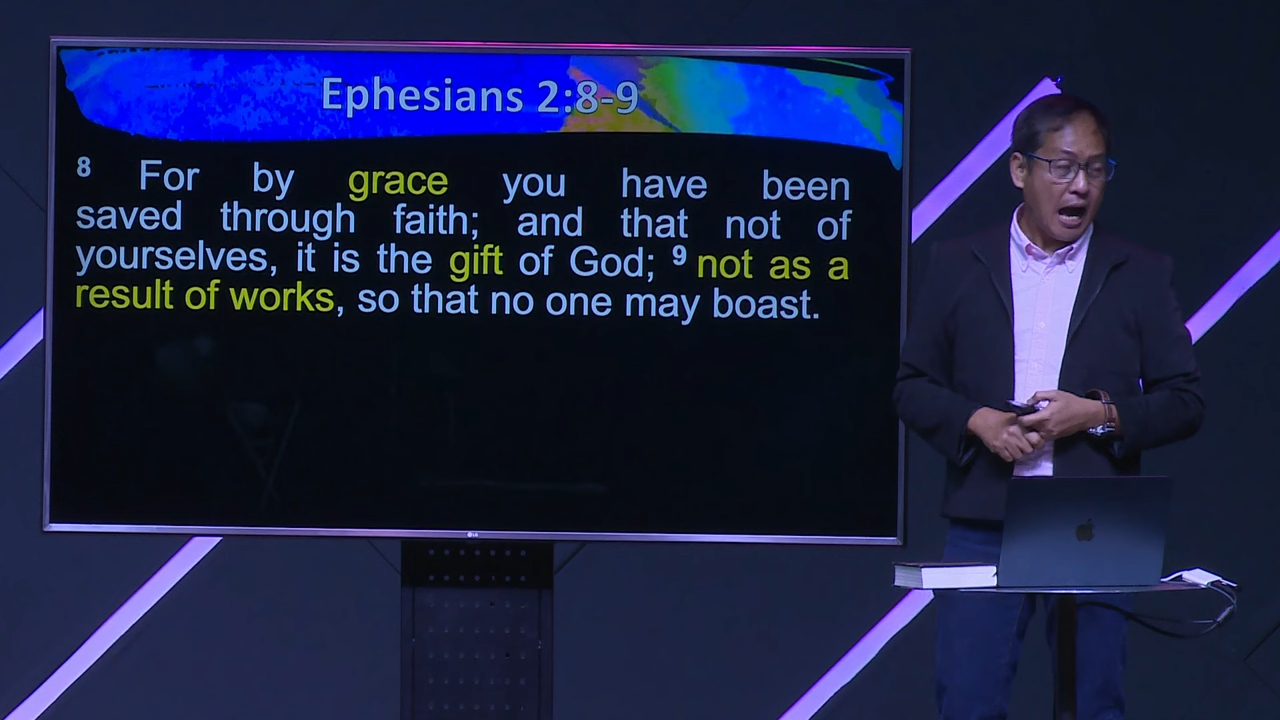 Ephesians 2:8-9
8 For by grace you have been
saved through faith; and that not of
yourselves, it is the gift of God; 9 not as a
result of works, so that no one may boast.
LG